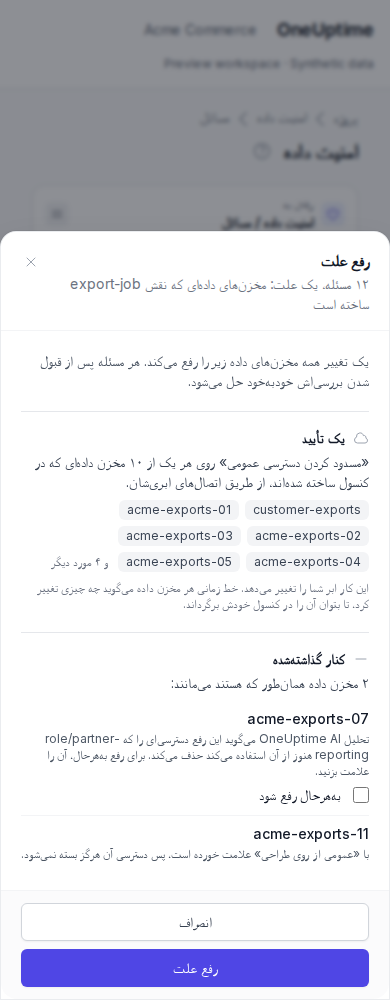 OneUptime Acme Commerce
Preview workspace · Synthetic data
پروژه
امنیت داده
مسائل
امنیت داده
امنیت داده / مسائل
رفع علت
۱۲ مسئله. یک علت: مخزن‌های داده‌ای که نقش export-job
ساخته است
یک تغییر همه مخزن‌های داده زیر را رفع می‌کند. هر مسئله پس از قبول
شدن بررسی‌اش خودبه‌خود حل می‌شود.
یک تأیید
«مسدود کردن دسترسی عمومی» روی هر یک از ۱۰ مخزن داده‌ای که در
کنسول ساخته شده‌اند، از طریق اتصال‌های ابری‌شان.
customer-exports acme-exports-01
acme-exports-02 acme-exports-03
acme-exports-04 acme-exports-05 و ۴ مورد دیگر
این کار ابر شما را تغییر می‌دهد. خط زمانی هر مخزن داده می‌گوید چه چیزی تغییر
کرد، تا بتوان آن را در کنسول خودش برگرداند.
کنار گذاشته‌شده
۲ مخزن داده همان‌طور که هستند می‌مانند:
acme-exports-07
تحلیل OneUptime AI می‌گوید این رفع دسترسی‌ای را که role/partner-
reporting هنوز از آن استفاده می‌کند حذف می‌کند. برای رفع به‌هرحال، آن را
علامت بزنید.
به‌هرحال رفع شود
acme-exports-11
با «عمومی از روی طراحی» علامت خورده است، پس دسترسی آن هرگز بسته نمی‌شود.
انصراف
رفع علت